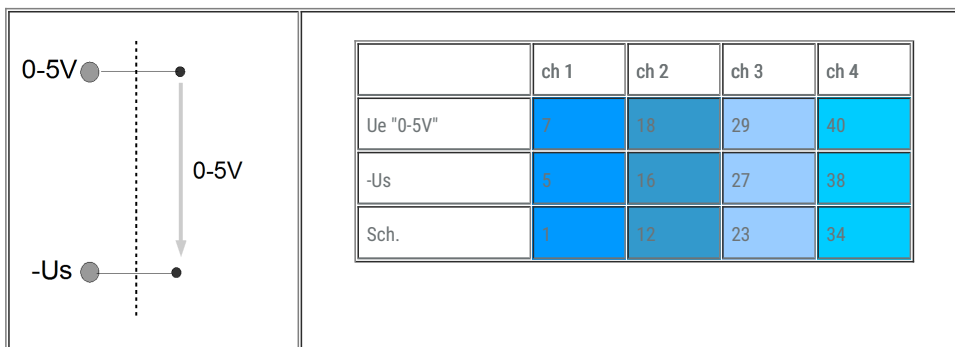 0-5V
0-5V
-Us
ch 1 ch 2 ch 3 ch 4
Ue "0-5V" 7 18 29 40
-Us 5 16 27 38
Sch. 1 12 23 34